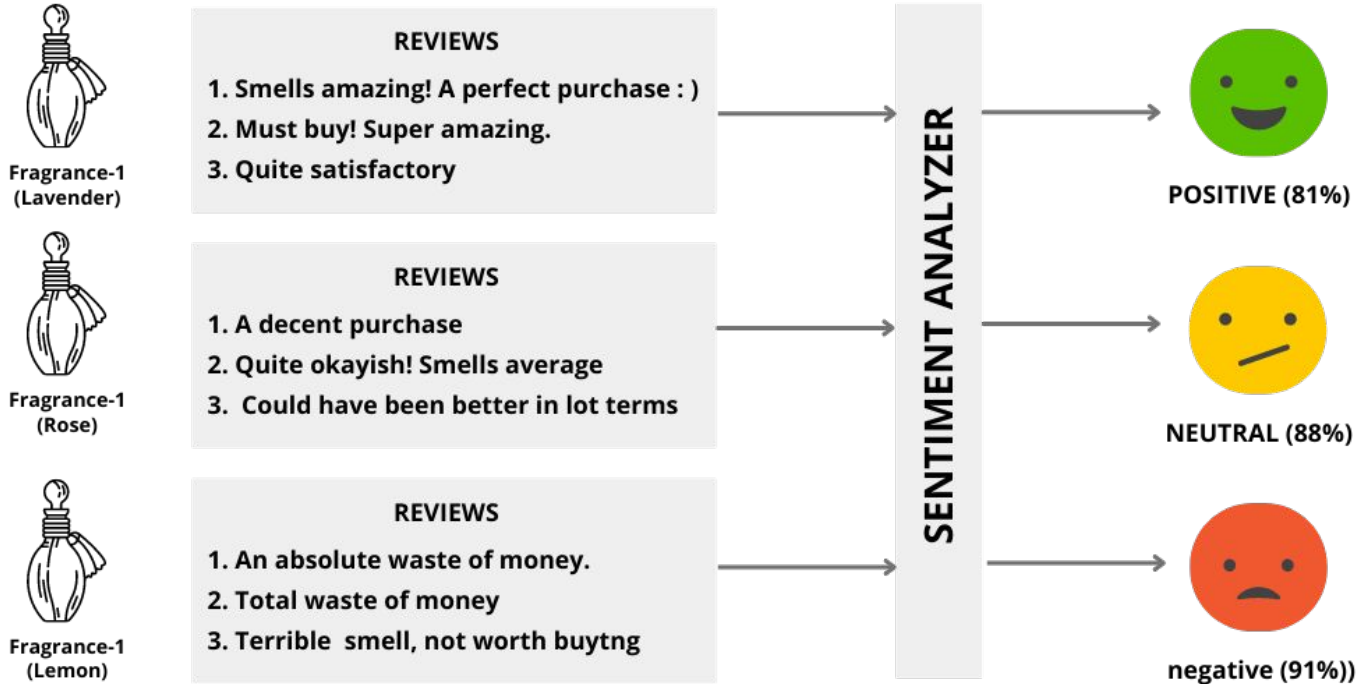 REVIEWS
1. Smells amazing! A perfect purchase : )
2. Must buy! Super amazing.
3. Quite satisfactory
Fragrance-1
(Lavender)
POSITIVE (81%)
REVIEWS
1. A decent purchase
2. Quite okayish! Smells average
3. Could have been better in lot terms
Fragrance-1
(Rose)
NEUTRAL (88%)
REVIEWS
1. An absolute waste of money.
2. Total waste of money
3. Terrible smell, not worth buytng
Fragrance-1
(Lemon)
negative (91%))
SENTIMENT ANALYZER